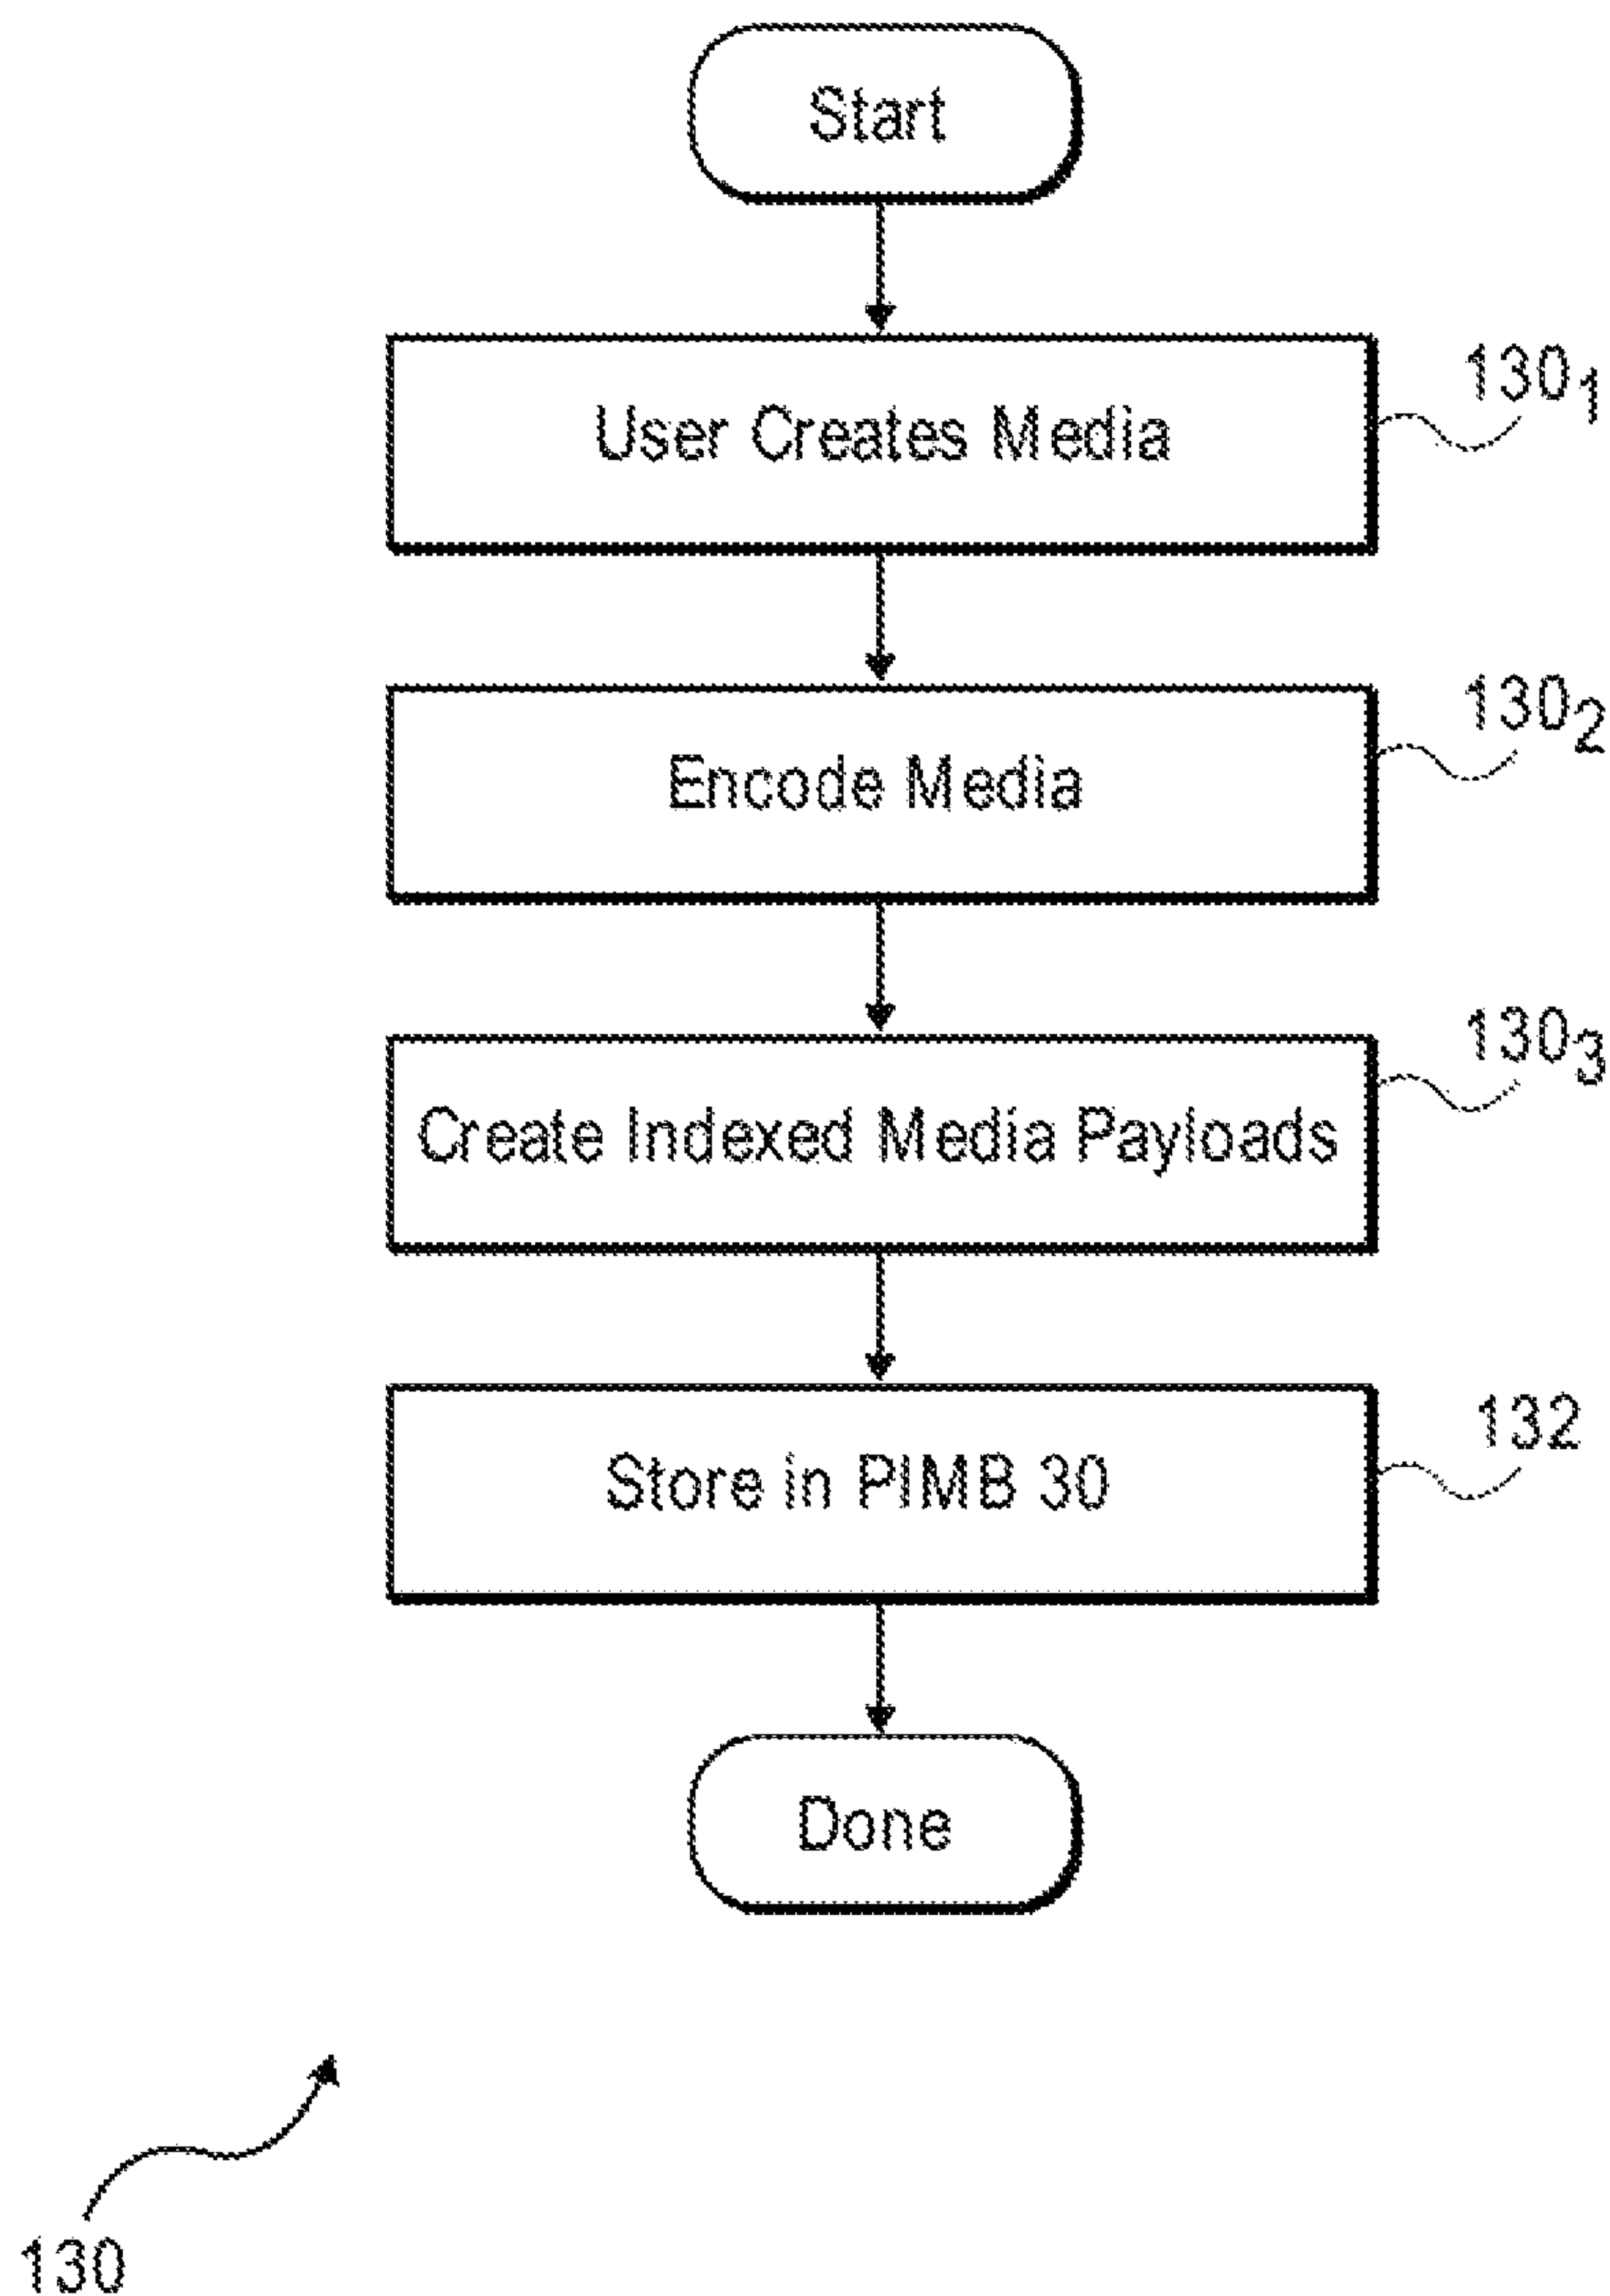 Start
User Creates Media
130₁
Encode Media
130₂
Create Indexed Media Payloads
130₃
Store in PIMB 30
132
Done
130